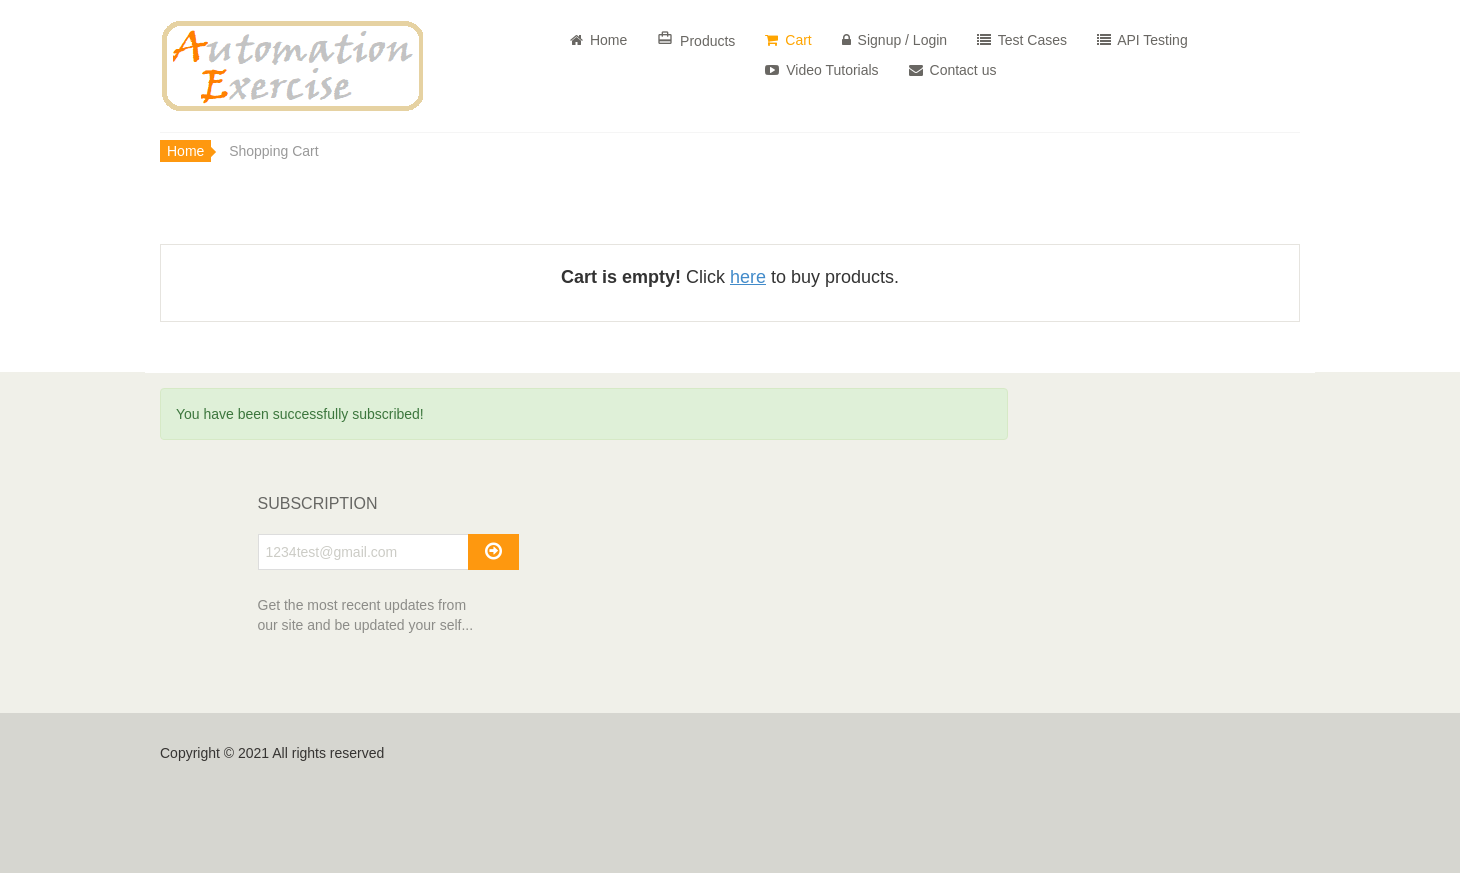 Automation
Exercise
Home Products Cart Signup / Login Test Cases API Testing
Video Tutorials Contact us
Home Shopping Cart
Cart is empty! Click here to buy products.
You have been successfully subscribed!
SUBSCRIPTION
1234test@gmail.com
Get the most recent updates from
our site and be updated your self...
Copyright © 2021 All rights reserved